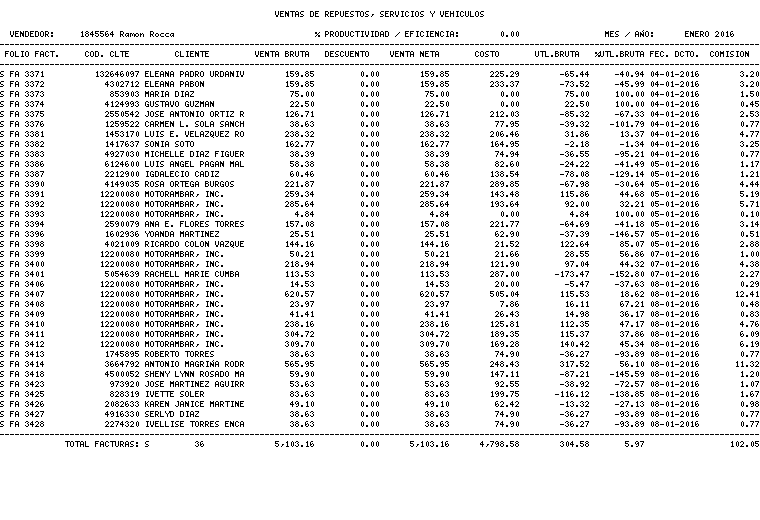 VENTAS DE REPUESTOS, SERVICIOS Y VEHICULOS
VENDEDOR: 1845564 Ramon Rocca % PRODUCTIVIDAD / EFICIENCIA: 0.00 MES / AÑO: ENERO 2016
FOLIO FACT. COD. CLTE CLIENTE VENTA BRUTA DESCUENTO VENTA NETA COSTO UTL.BRUTA %UTL.BRUTA FEC. DCTO. COMISION
S FA 3371 132646097 ELEANA PADRO URDANIV 159.85 0.00 159.85 225.29 -65.44 -40.94 04-01-2016 3.20
S FA 3372 4302712 ELEANA PABON 159.85 0.00 159.85 233.37 -73.52 -45.99 04-01-2016 3.20
S FA 3373 853903 MARIA DIAZ 75.00 0.00 75.00 0.00 75.00 100.00 04-01-2016 1.50
S FA 3374 4124993 GUSTAVO GUZMAN 22.50 0.00 22.50 0.00 22.50 100.00 04-01-2016 0.45
S FA 3375 2550542 JOSE ANTONIO ORTIZ R 126.71 0.00 126.71 212.03 -85.32 -67.33 04-01-2016 2.53
S FA 3376 1259522 CARMEN L. SOLA SANCH 38.63 0.00 38.63 77.95 -39.32 -101.79 04-01-2016 0.77
S FA 3381 1453170 LUIS E. VELAZQUEZ RO 238.32 0.00 238.32 206.46 31.86 13.37 04-01-2016 4.77
S FA 3382 1417637 SONIA SOTO 162.77 0.00 162.77 164.95 -2.18 -1.34 04-01-2016 3.25
S FA 3383 4927030 MICHELLE DIAZ FIGUER 38.39 0.00 38.39 74.94 -36.55 -95.21 04-01-2016 0.77
S FA 3386 6124600 LUIS ANGEL PAGAN MAL 58.38 0.00 58.38 82.60 -24.22 -41.49 05-01-2016 1.17
S FA 3387 2212900 IGDALECIO CADIZ 60.46 0.00 60.46 138.54 -78.08 -129.14 05-01-2016 1.21
S FA 3390 4149035 ROSA ORTEGA BURGOS 221.87 0.00 221.87 289.85 -67.98 -30.64 05-01-2016 4.44
S FA 3391 12200080 MOTORAMBAR, INC. 259.34 0.00 259.34 143.48 115.86 44.68 05-01-2016 5.19
S FA 3392 12200080 MOTORAMBAR, INC. 285.64 0.00 285.64 193.64 92.00 32.21 05-01-2016 5.71
S FA 3393 12200080 MOTORAMBAR, INC. 4.84 0.00 4.84 0.00 4.84 100.00 05-01-2016 0.10
S FA 3394 2590079 ANA E. FLORES TORRES 157.08 0.00 157.08 221.77 -64.69 -41.18 05-01-2016 3.14
S FA 3396 1602936 YOANDA MARTINEZ 25.51 0.00 25.51 62.90 -37.39 -146.57 05-01-2016 0.51
S FA 3398 4021009 RICARDO COLON VAZQUE 144.16 0.00 144.16 21.52 122.64 85.07 05-01-2016 2.88
S FA 3399 12200080 MOTORAMBAR, INC. 50.21 0.00 50.21 21.66 28.55 56.86 07-01-2016 1.00
S FA 3400 12200080 MOTORAMBAR, INC. 218.94 0.00 218.94 121.90 97.04 44.32 07-01-2016 4.38
S FA 3401 5054639 RACHELL MARIE CUMBA 113.53 0.00 113.53 287.00 -173.47 -152.80 07-01-2016 2.27
S FA 3406 12200080 MOTORAMBAR, INC. 14.53 0.00 14.53 20.00 -5.47 -37.63 08-01-2016 0.29
S FA 3407 12200080 MOTORAMBAR, INC. 620.57 0.00 620.57 505.04 115.53 18.62 08-01-2016 12.41
S FA 3408 12200080 MOTORAMBAR, INC. 23.97 0.00 23.97 7.86 16.11 67.21 08-01-2016 0.48
S FA 3409 12200080 MOTORAMBAR, INC. 41.41 0.00 41.41 26.43 14.98 36.17 08-01-2016 0.83
S FA 3410 12200080 MOTORAMBAR, INC. 238.16 0.00 238.16 125.81 112.35 47.17 08-01-2016 4.76
S FA 3411 12200080 MOTORAMBAR, INC. 304.72 0.00 304.72 189.35 115.37 37.86 08-01-2016 6.09
S FA 3412 12200080 MOTORAMBAR, INC. 309.70 0.00 309.70 169.28 140.42 45.34 08-01-2016 6.19
S FA 3413 1745895 ROBERTO TORRES 38.63 0.00 38.63 74.90 -36.27 -93.89 08-01-2016 0.77
S FA 3414 3664792 ANTONIO MAGRIÑA RODR 565.95 0.00 565.95 248.43 317.52 56.10 08-01-2016 11.32
S FA 3418 4500052 SHENY LYNN ROSADO MA 59.90 0.00 59.90 147.11 -87.21 -145.59 08-01-2016 1.20
S FA 3423 973920 JOSE MARTINEZ AGUIRR 53.63 0.00 53.63 92.55 -38.92 -72.57 08-01-2016 1.07
S FA 3425 828319 IVETTE SOLER 83.63 0.00 83.63 199.75 -116.12 -138.85 08-01-2016 1.67
S FA 3426 2082633 KAREN JANICE MARTINE 49.10 0.00 49.10 62.42 -13.32 -27.13 08-01-2016 0.98
S FA 3427 4916330 SERLYD DIAZ 38.63 0.00 38.63 74.90 -36.27 -93.89 08-01-2016 0.77
S FA 3428 2274320 IVELLISE TORRES ENCA 38.63 0.00 38.63 74.90 -36.27 -93.89 08-01-2016 0.77
TOTAL FACTURAS: S 36 5,103.16 0.00 5,103.16 4,798.58 304.58 5.97 102.05